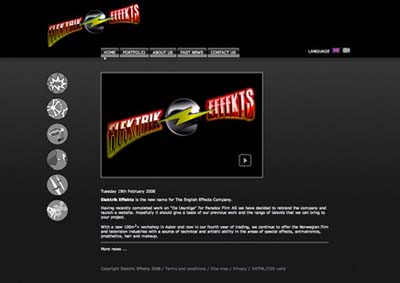 ELEKTRIK EFFEKTS
HOME PORTFOLIO ABOUT US PAST NEWS CONTACT US
LANGUAGE
ELEKTRIK EFFEKTS
Tuesday 19th February 2008
Elektrik Effekts is the new name for The English Effects Company.
Having recently completed work on "De Usynlige" for Paradox Film AS we have decided to rebrand the company and
launch a website. Hopefully it should give a taste of our previous work and the range of talents that we can bring to
your project.
With a new 100m² workshop in Asker and now in our fourth year of trading, we continue to offer the Norwegian film
and television industries with a source of technical and artistic ability in the areas of special effects, animatronics,
prosthetics, hair and makeup.
More news ...
Copyright Elektrik Effekts 2008 / Terms and conditions / Site map / Privacy | XHTML/CSS valid